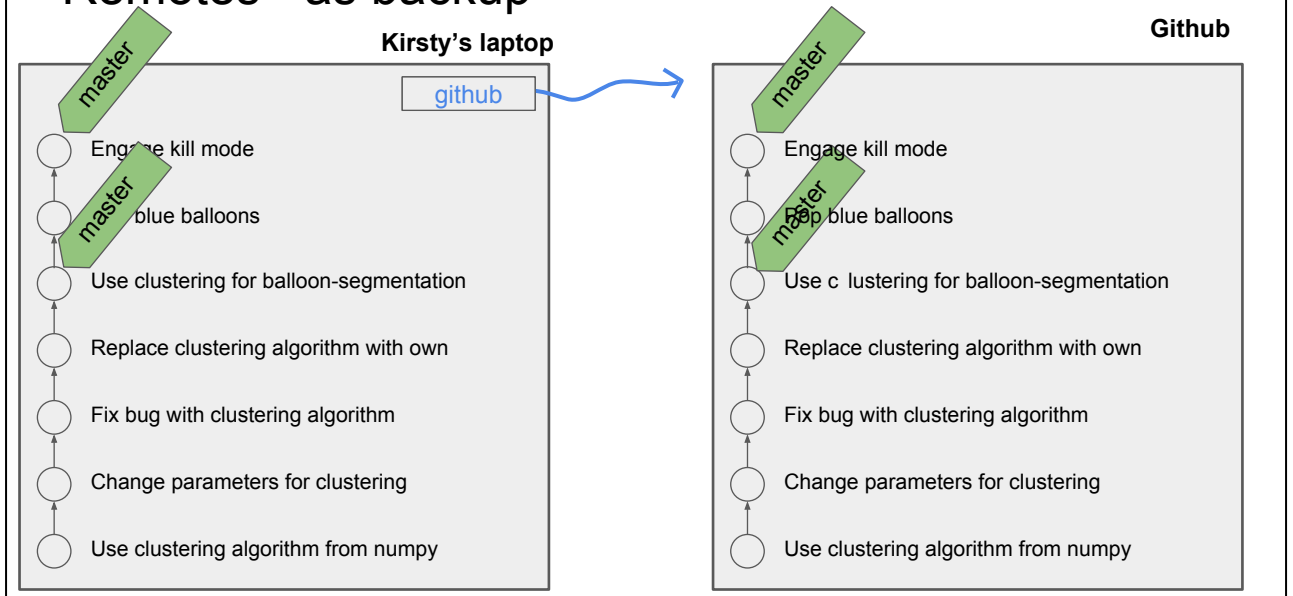 Remotes - as backup
Kirsty's laptop
Github
master
github
Engage kill mode
master
blue balloons
Use clustering for balloon-segmentation
Replace clustering algorithm with own
Fix bug with clustering algorithm
Change parameters for clustering
Use clustering algorithm from numpy
master
Engage kill mode
master
Pop blue balloons
Use c lustering for balloon-segmentation
Replace clustering algorithm with own
Fix bug with clustering algorithm
Change parameters for clustering
Use clustering algorithm from numpy